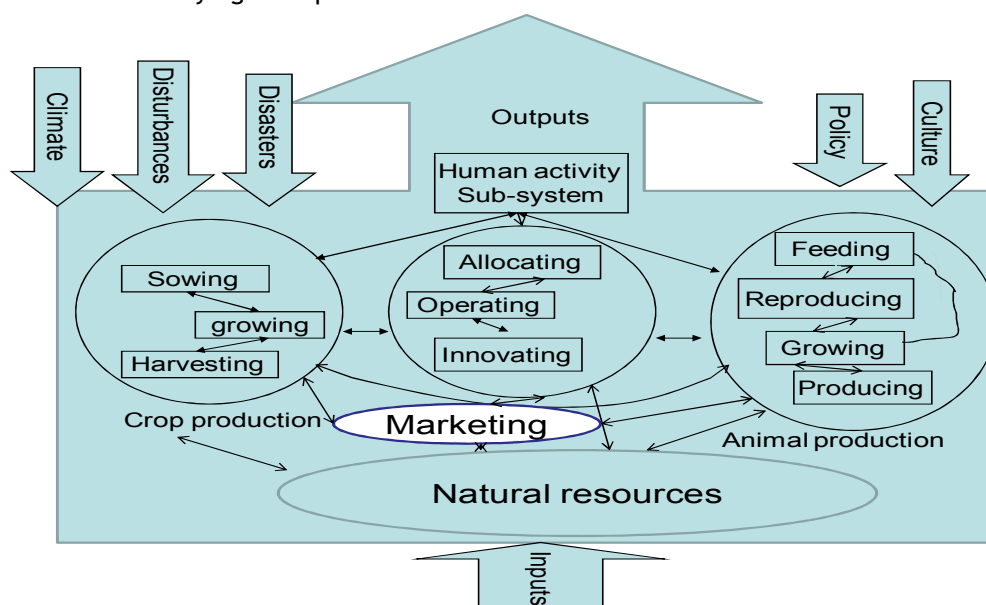 Climate
Disturbances
Disasters
Outputs
Policy
Culture
Human activity
Sub-system
Sowing
growing
Harvesting
Allocating
Operating
Innovating
Feeding
Reproducing
Growing
Producing
Crop production
Marketing
Animal production
Natural resources
Inputs